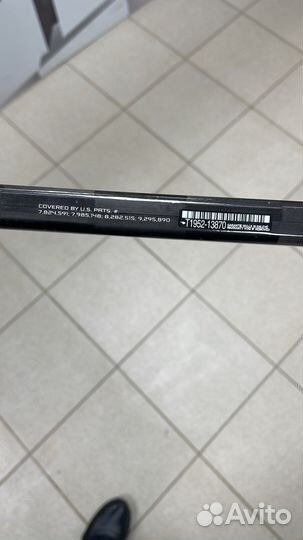 COVERED BY U.S. PATS. #
7,824,591; 7,985,148; 8,282,515; 9,295,890
T1952-13870
Avito